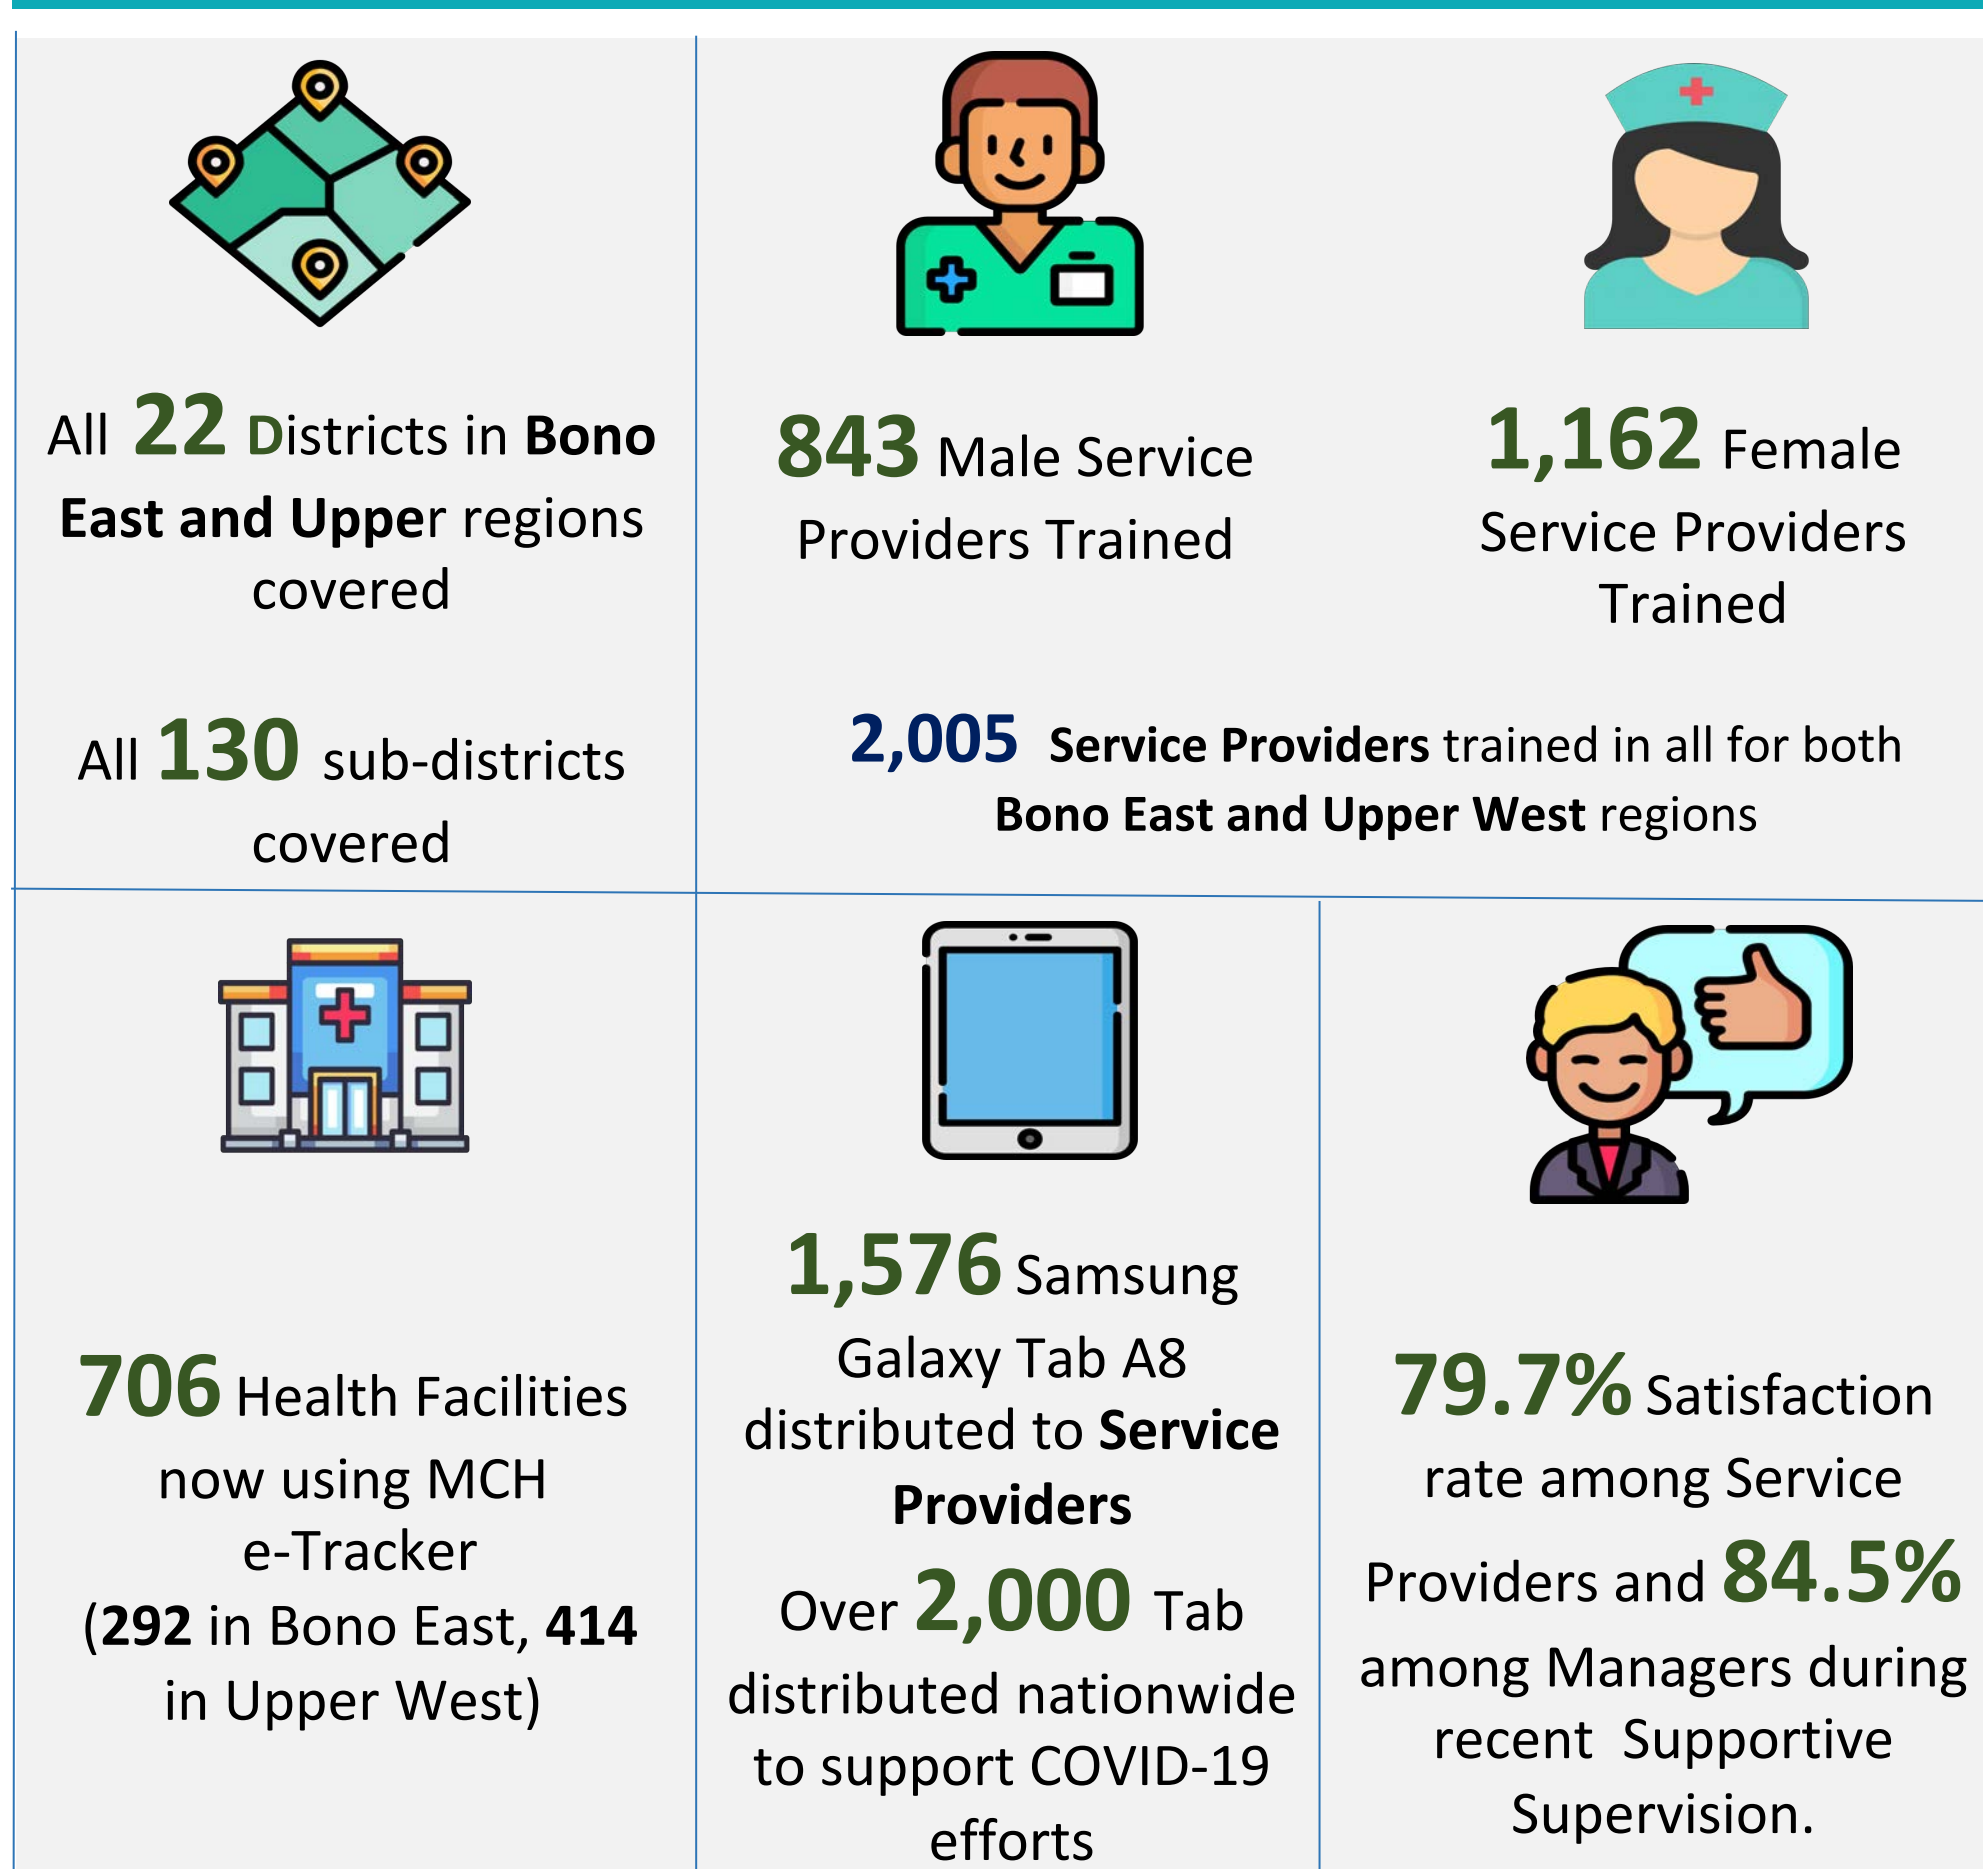 All 22 Districts in Bono
East and Upper regions
covered
All 130 sub-districts
covered
843 Male Service
Providers Trained
1,162 Female
Service Providers
Trained
2,005 Service Providers trained in all for both
Bono East and Upper West regions
706 Health Facilities
now using MCH
e-Tracker
(292 in Bono East, 414
in Upper West)
1,576 Samsung
Galaxy Tab A8
distributed to Service
Providers
Over 2,000 Tab
distributed nationwide
to support COVID-19
efforts
79.7% Satisfaction
rate among Service
Providers and 84.5%
among Managers during
recent Supportive
Supervision.